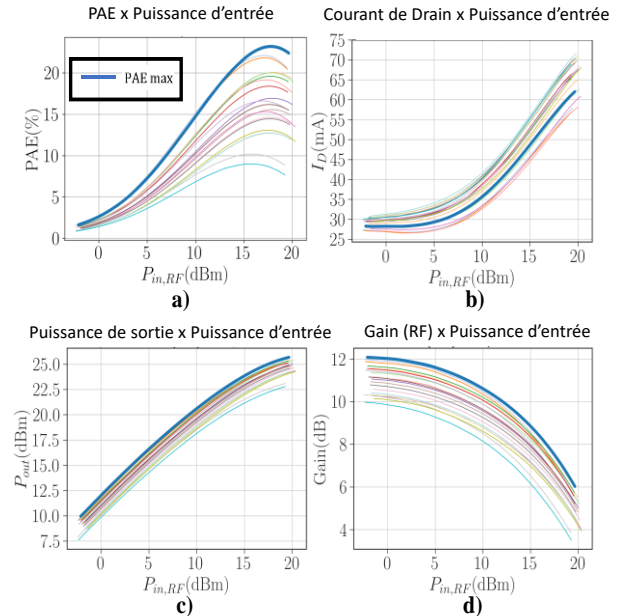 PAE x Puissance d'entrée
PAE(%)
20
15
10
5
0
PAE max
0
5
10
15
20
P_in,RF(dBm)
a)
Courant de Drain x Puissance d'entrée
I_D(mA)
75
70
65
60
55
50
45
40
35
30
25
0
5
10
15
20
P_in,RF(dBm)
b)
Puissance de sortie x Puissance d'entrée
P_out(dBm)
25.0
22.5
20.0
17.5
15.0
12.5
10.0
7.5
0
5
10
15
20
P_in,RF(dBm)
c)
Gain (RF) x Puissance d'entrée
Gain(dB)
12
10
8
6
4
0
5
10
15
20
P_in,RF(dBm)
d)